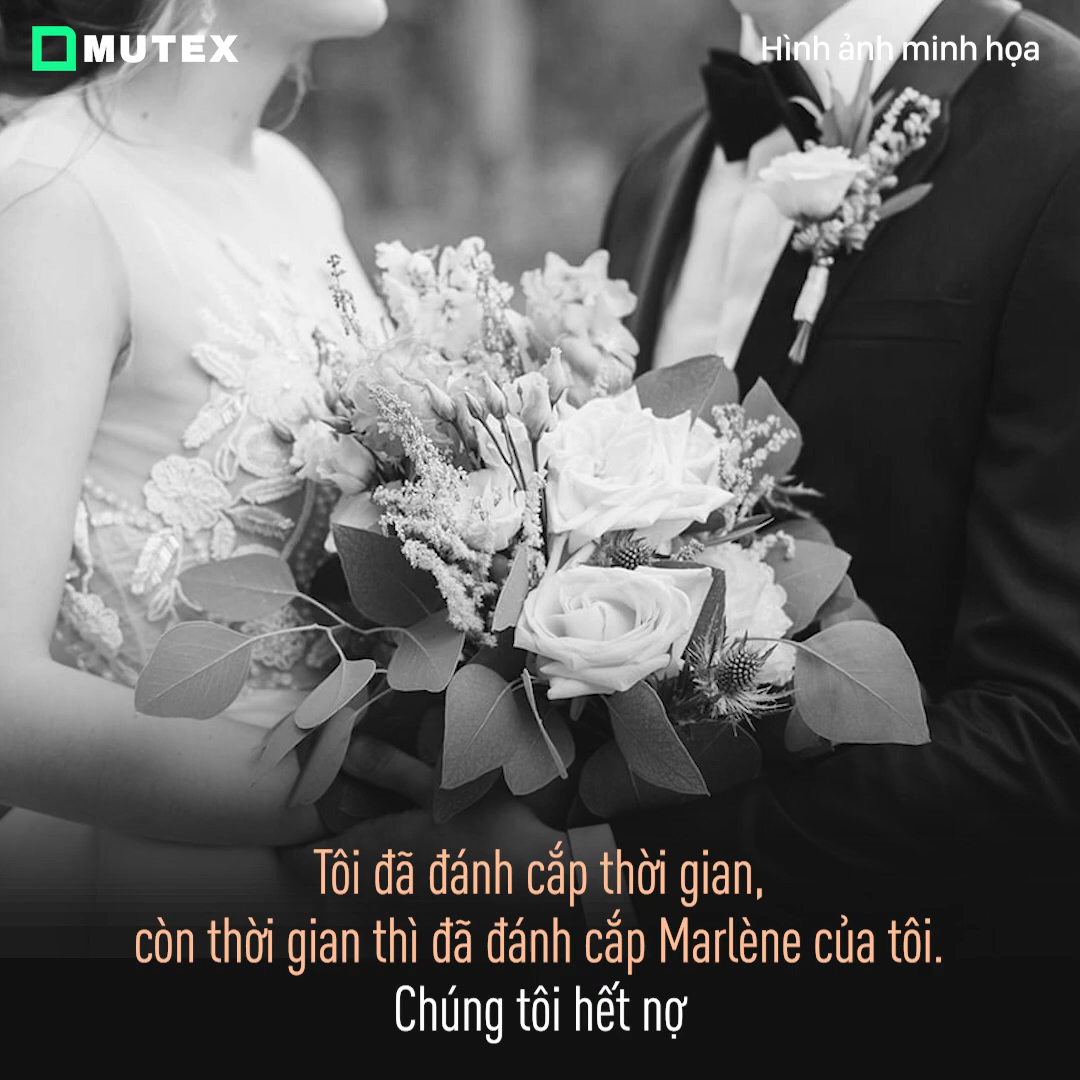 MUTEX
Hình ảnh minh họa
Tôi đã đánh cắp thời gian,
còn thời gian thì đã đánh cắp Marlène của tôi.
Chúng tôi hết nợ